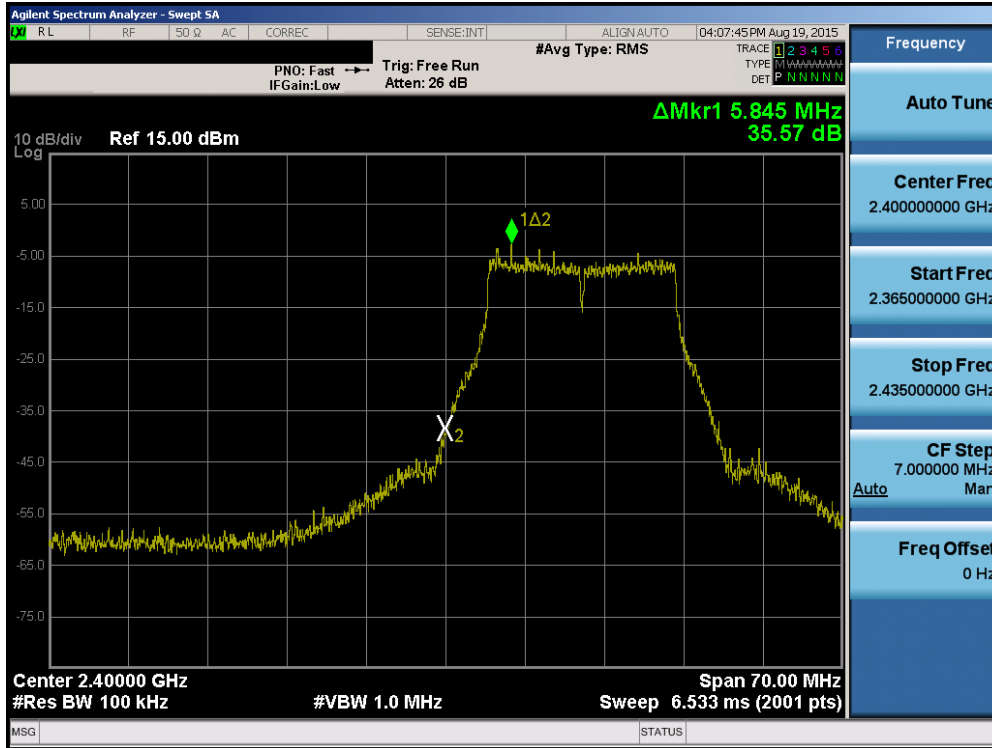 Agilent Spectrum Analyzer - Swept SA
LXI RL RF 50 Ω AC CORREC SENSE:INT ALIGN AUTO 04:07:45 PM Aug 19, 2015
#Avg Type: RMS
TRACE 1 2 3 4 5 6
PNO: Fast Trig: Free Run
TYPE M
IFGain:Low Atten: 26 dB
DET P N N N N N
ΔMkr1 5.845 MHz
35.57 dB
10 dB/div Ref 15.00 dBm
Log
5.00
1Δ2
-5.00
-15.0
-25.0
-35.0
X2
-45.0
-55.0
-65.0
-75.0
Center 2.40000 GHz Span 70.00 MHz
#Res BW 100 kHz #VBW 1.0 MHz Sweep 6.533 ms (2001 pts)
MSG STATUS
Frequency
Auto Tune
Center Freq
2.400000000 GHz
Start Freq
2.365000000 GHz
Stop Freq
2.435000000 GHz
CF Step
7.000000 MHz
Auto Man
Freq Offset
0 Hz